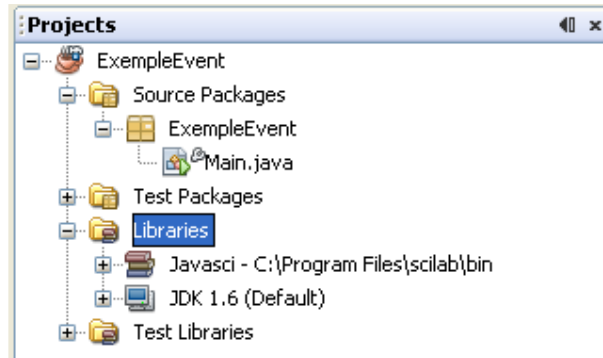 Projects
ExempleEvent
Source Packages
ExempleEvent
Main.java
Test Packages
Libraries
Javasci - C:\Program Files\scilab\bin
JDK 1.6 (Default)
Test Libraries